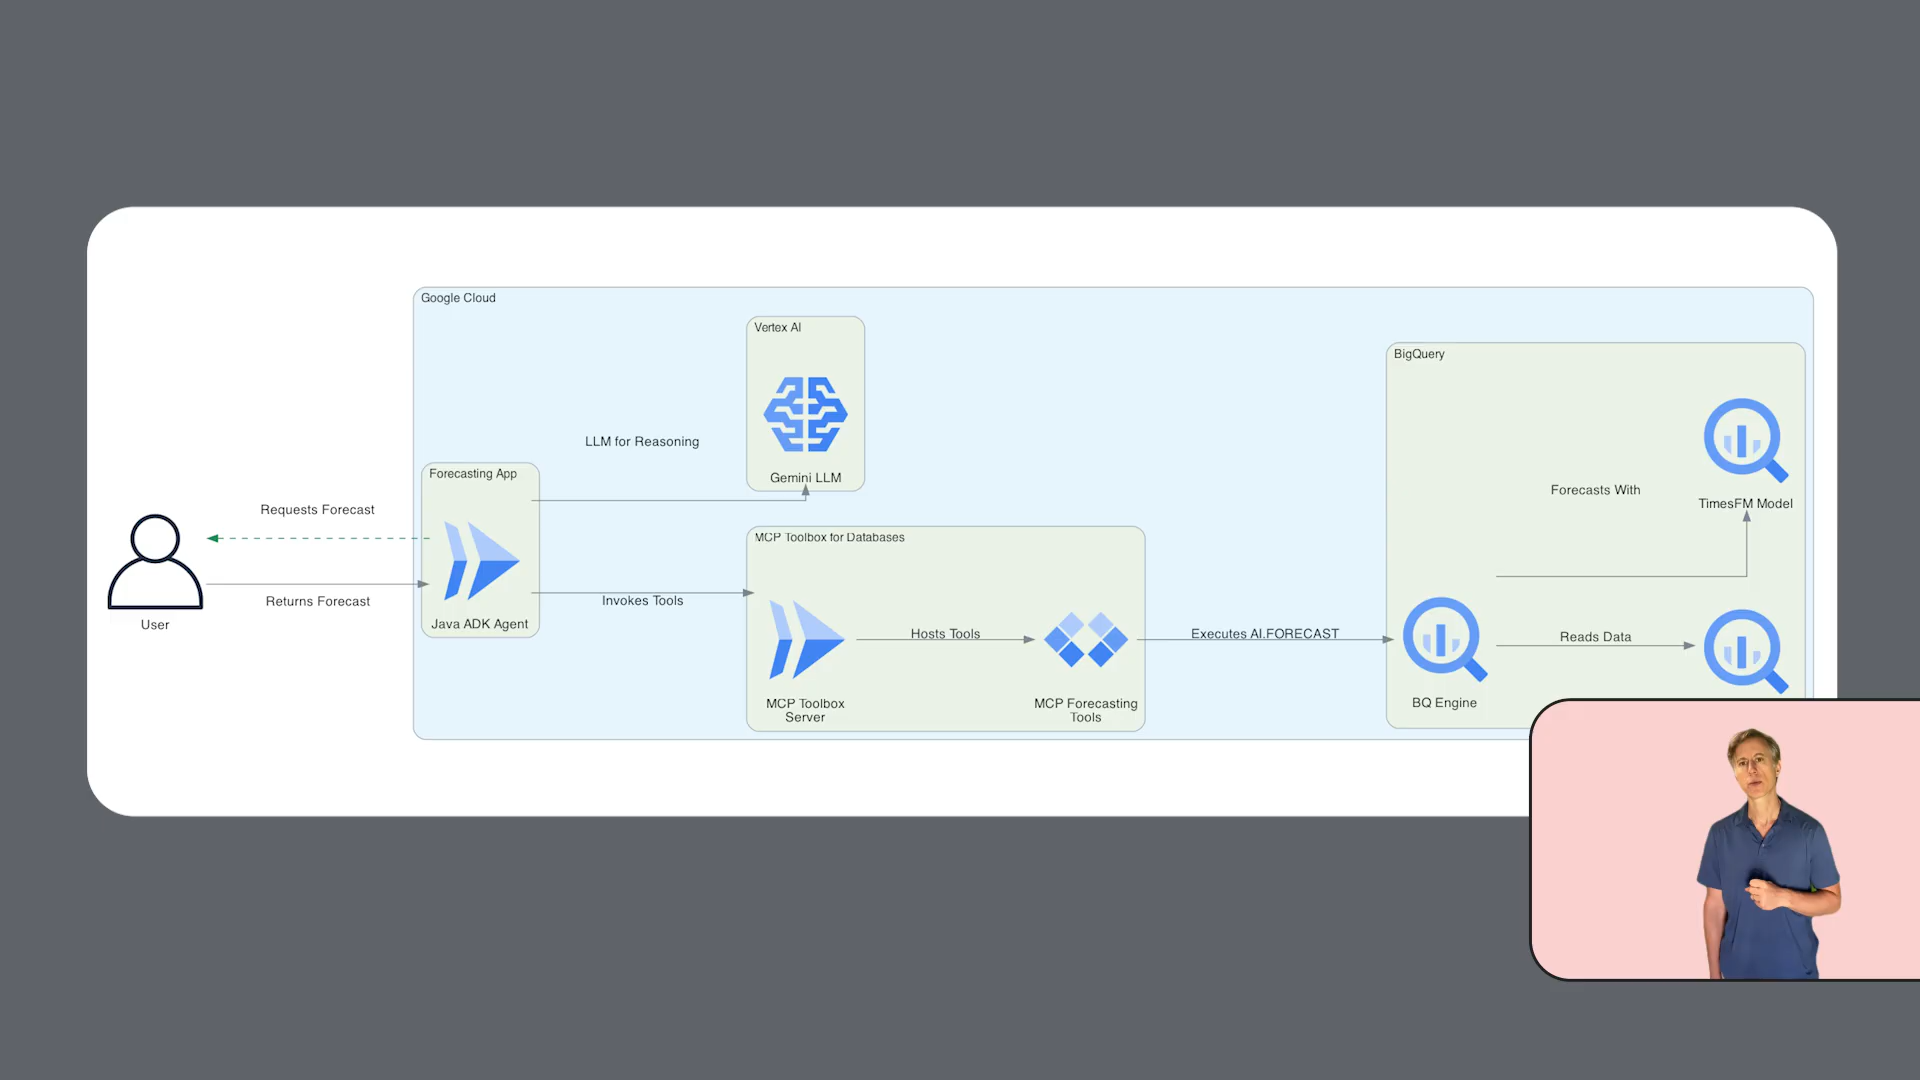 Google Cloud
Vertex AI
Gemini LLM
LLM for Reasoning
BigQuery
TimesFM Model
Forecasts With
Forecasting App
Java ADK Agent
Requests Forecast
Returns Forecast
User
Invokes Tools
MCP Toolbox for Databases
MCP Toolbox
Server
Hosts Tools
MCP Forecasting
Tools
Executes AI.FORECAST
BQ Engine
Reads Data